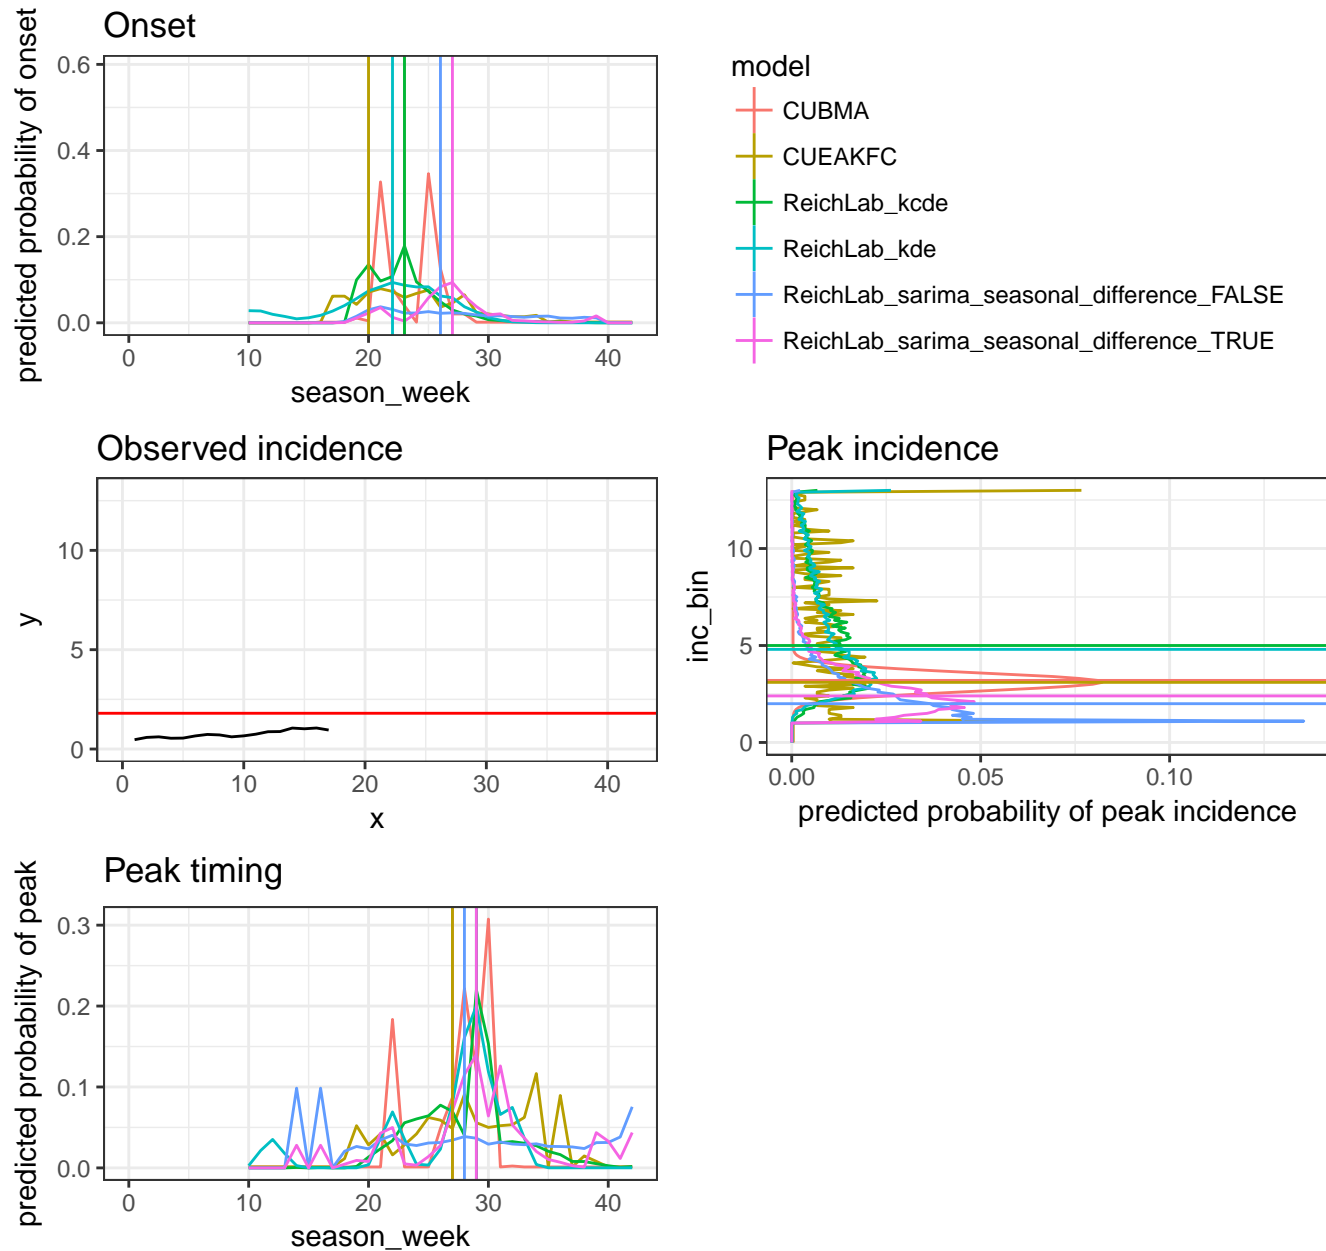 Onset
predicted probability of onset
0.6
0.4
0.2
0.0
0 10 20 30 40
season_week
model
CUBMA
CUEAKFC
ReichLab_kcde
ReichLab_kde
ReichLab_sarima_seasonal_difference_FALSE
ReichLab_sarima_seasonal_difference_TRUE
Observed incidence
y
10
5
0
0 10 20 30 40
x
Peak incidence
inc_bin
10
5
0
0.00 0.05 0.10
predicted probability of peak incidence
Peak timing
predicted probability of peak
0.3
0.2
0.1
0.0
0 10 20 30 40
season_week